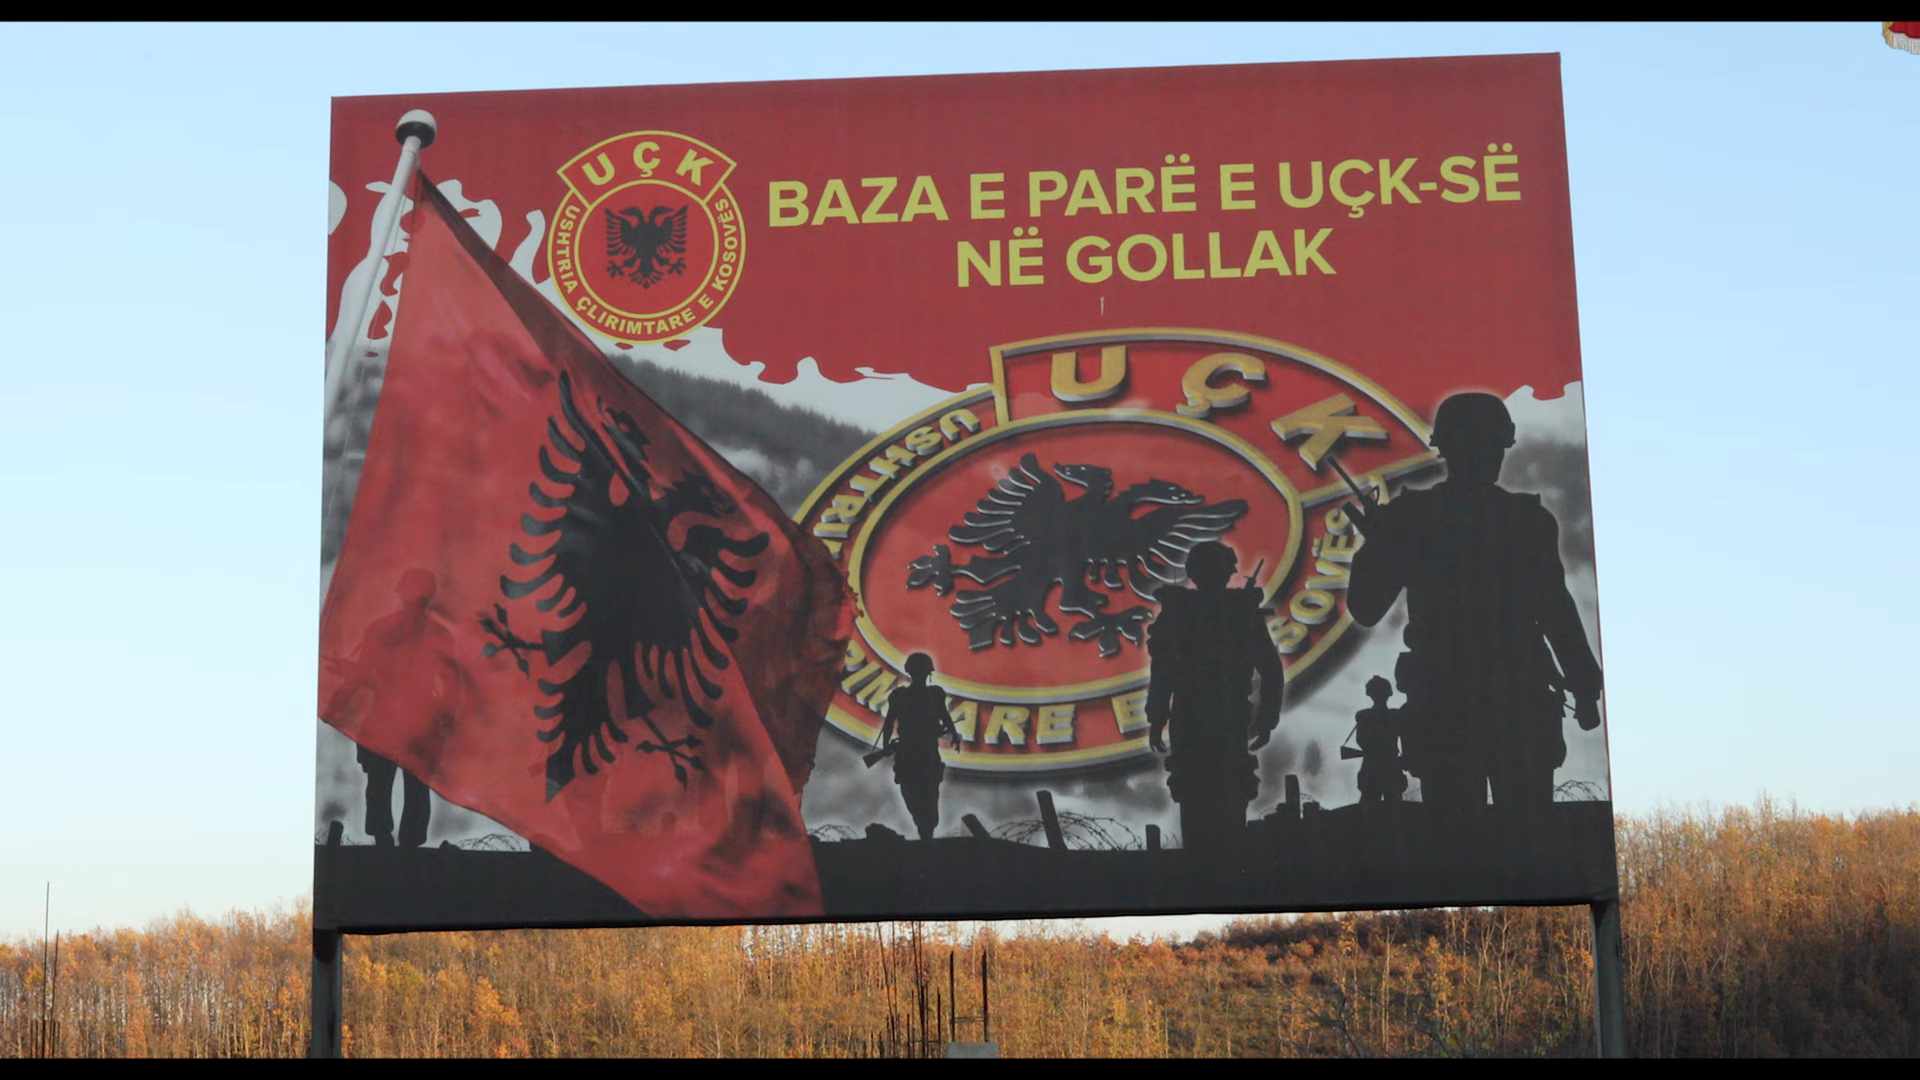 UÇK
USHTRIA ÇLIRIMTARE E KOSOVËS
BAZA E PARË E UÇK-SË
NË GOLLAK
UÇK